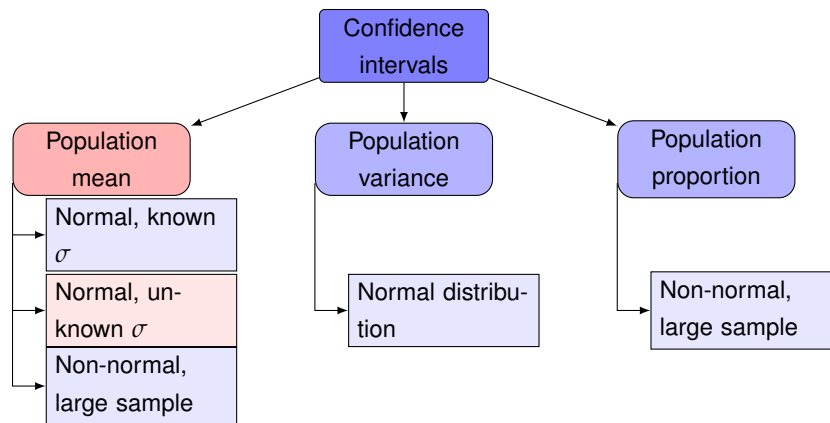 Confidence
intervals
Population
mean
Population
variance
Population
proportion
Normal, known
σ
Normal, un-
known σ
Non-normal,
large sample
Normal distribu-
tion
Non-normal,
large sample